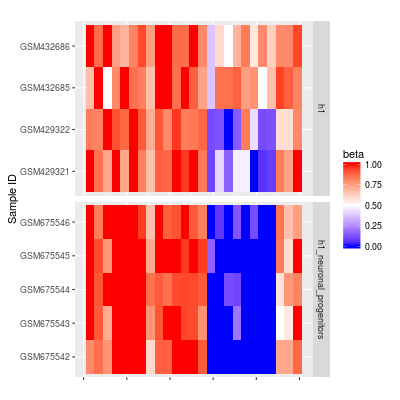 GSM432686
GSM432685
GSM429322
GSM429321
h1
GSM675546
GSM675545
GSM675544
GSM675543
GSM675542
h1_neuronal_progenitors
Sample ID
beta
1.00
0.75
0.50
0.25
0.00